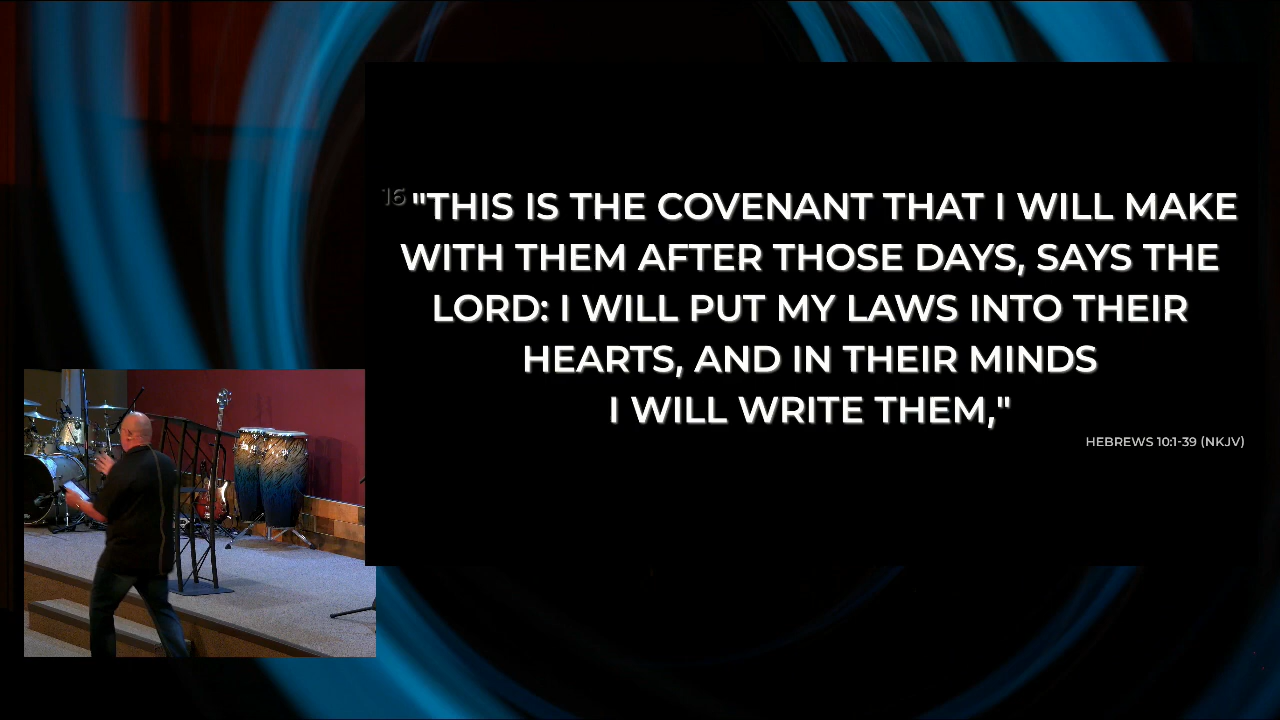 16 "THIS IS THE COVENANT THAT I WILL MAKE
WITH THEM AFTER THOSE DAYS, SAYS THE
LORD: I WILL PUT MY LAWS INTO THEIR
HEARTS, AND IN THEIR MINDS
I WILL WRITE THEM,"
HEBREWS 10:1-39 (NKJV)